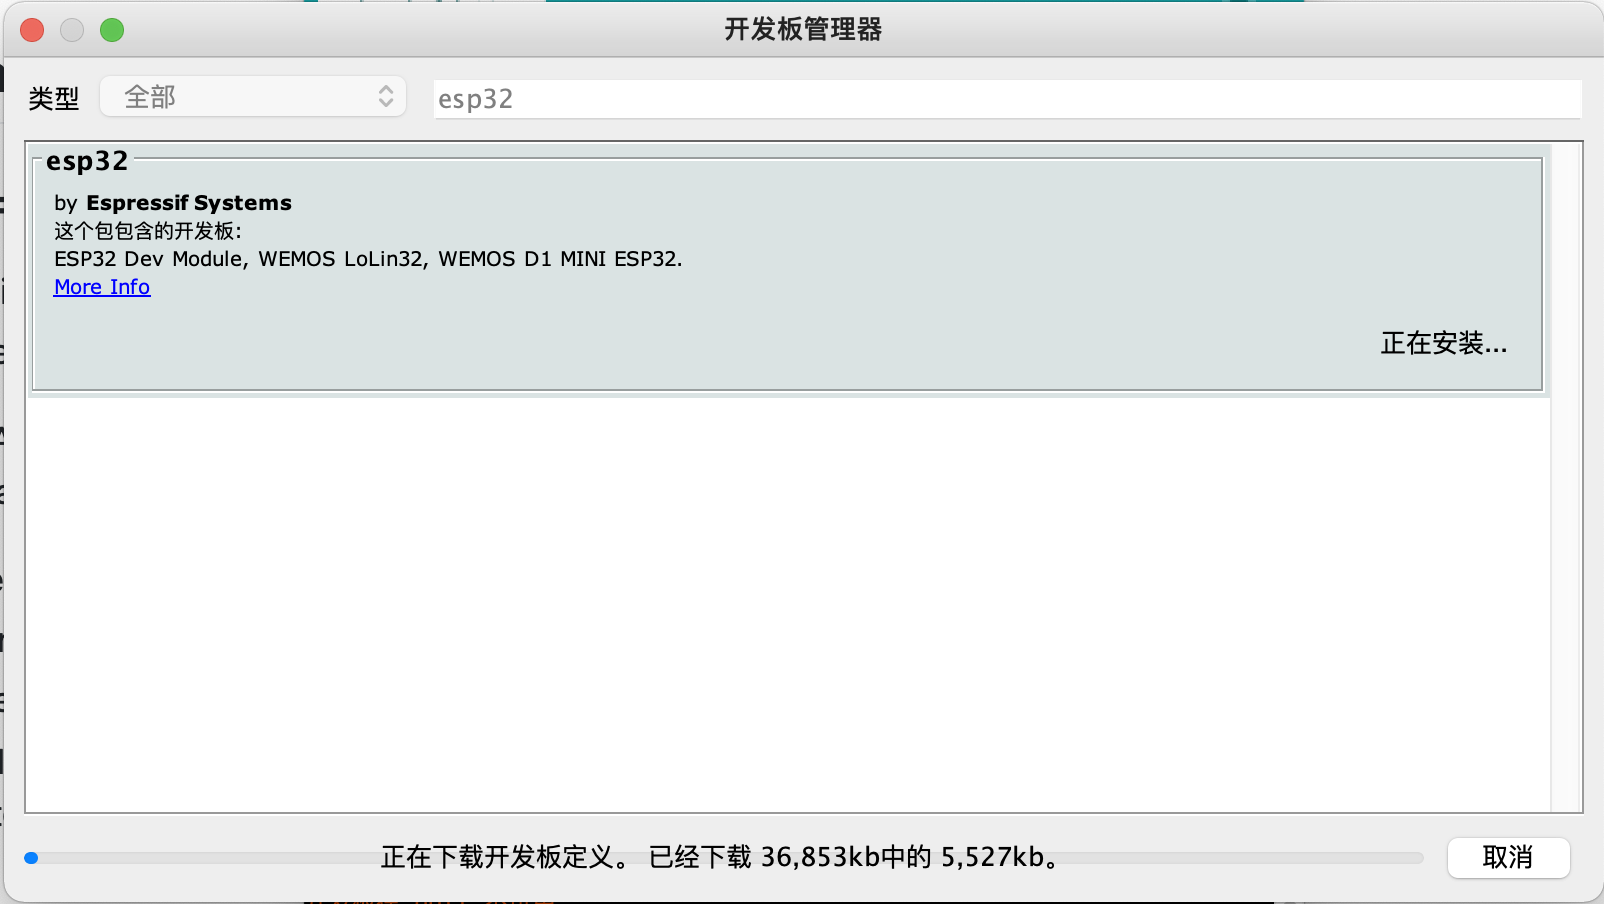 开发板管理器
类型 全部 esp32
esp32
by Espressif Systems
这个包包含的开发板:
ESP32 Dev Module, WEMOS LoLin32, WEMOS D1 MINI ESP32.
More Info
正在安装...
正在下载开发板定义。 已经下载 36,853kb中的 5,527kb。
取消